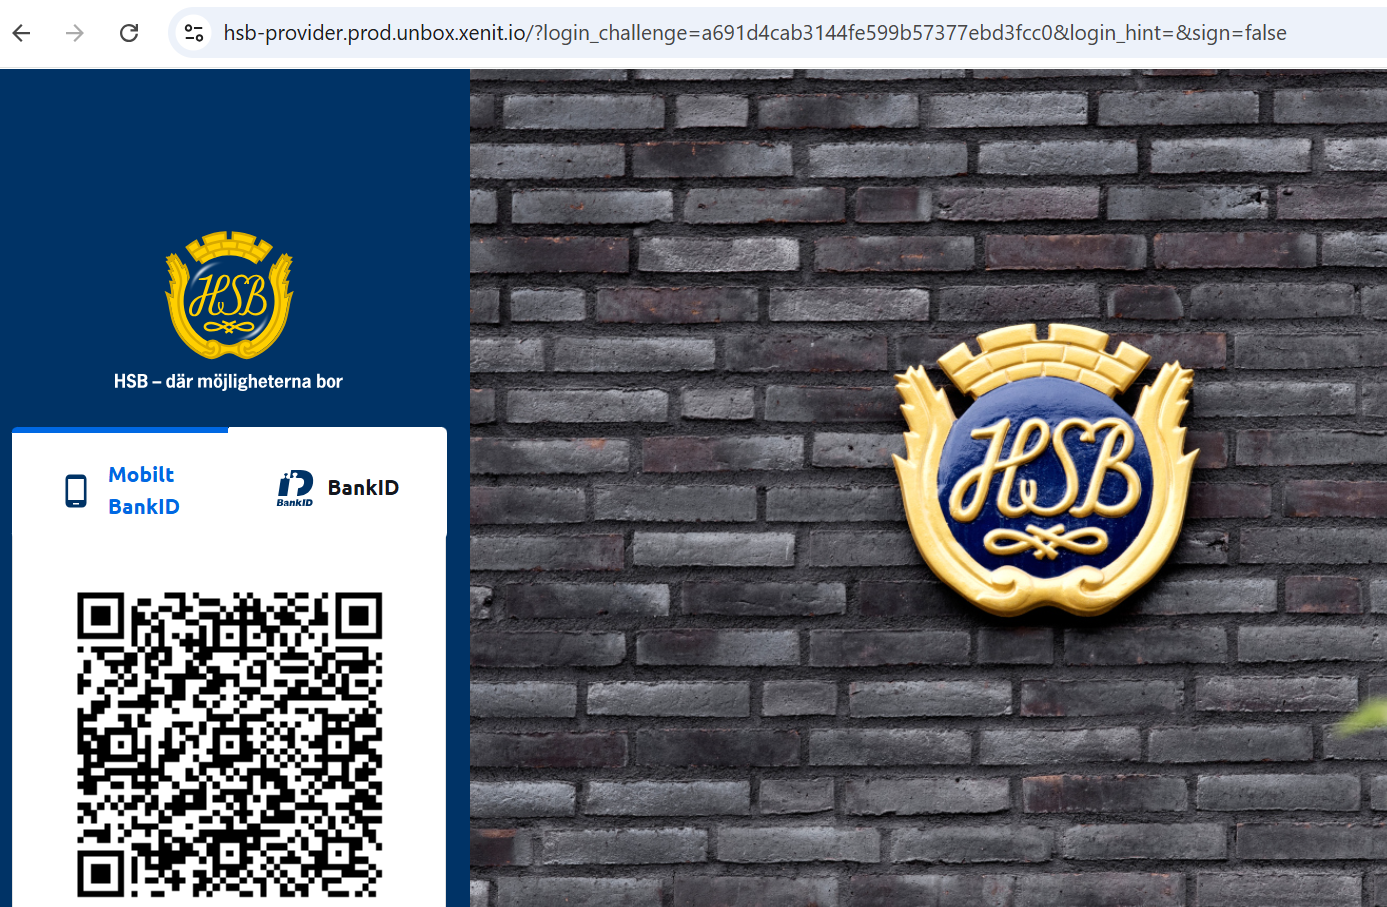 hsb-provider.prod.unbox.xenit.io/?login_challenge=a691d4cab3144fe599b57377ebd3fcc0&login_hint=&sign=false
HSB
HSB – där möjligheterna bor
Mobilt
BankID
BankID
BankID
HSB